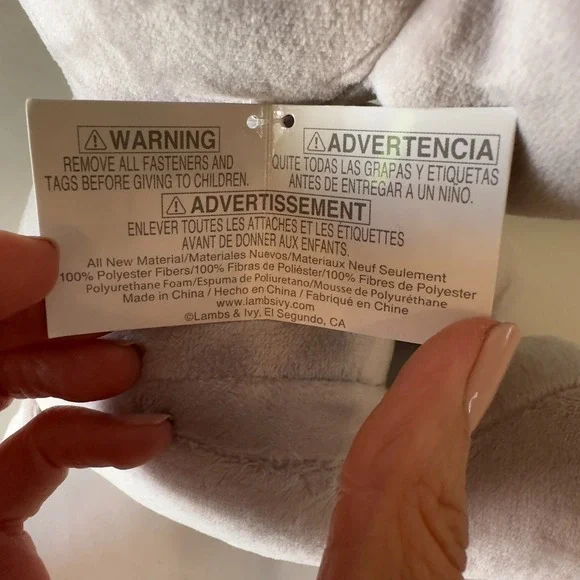 ⚠ WARNING
REMOVE ALL FASTENERS AND
TAGS BEFORE GIVING TO CHILDREN.
⚠ADVERTENCIA
QUITE TODAS LAS GRAPAS Y ETIQUETAS
ANTES DE ENTREGAR A UN NIÑO.
⚠ ADVERTISSEMENT
ENLEVER TOUTES LES ATTACHES ET LES ÉTIQUETTES
AVANT DE DONNER AUX ENFANTS.
All New Material/Materiales Nuevos/Materiaux Neuf Seulement
100% Polyester Fibers/100% Fibras de Poliéster/100% Fibres de Polyester
Polyurethane Foam/Espuma de Poliuretano/Mousse de Polyuréthane
Made in China / Hecho en China / Fabriqué en Chine
www.lambsivy.com
©Lambs & Ivy, El Segundo, CA